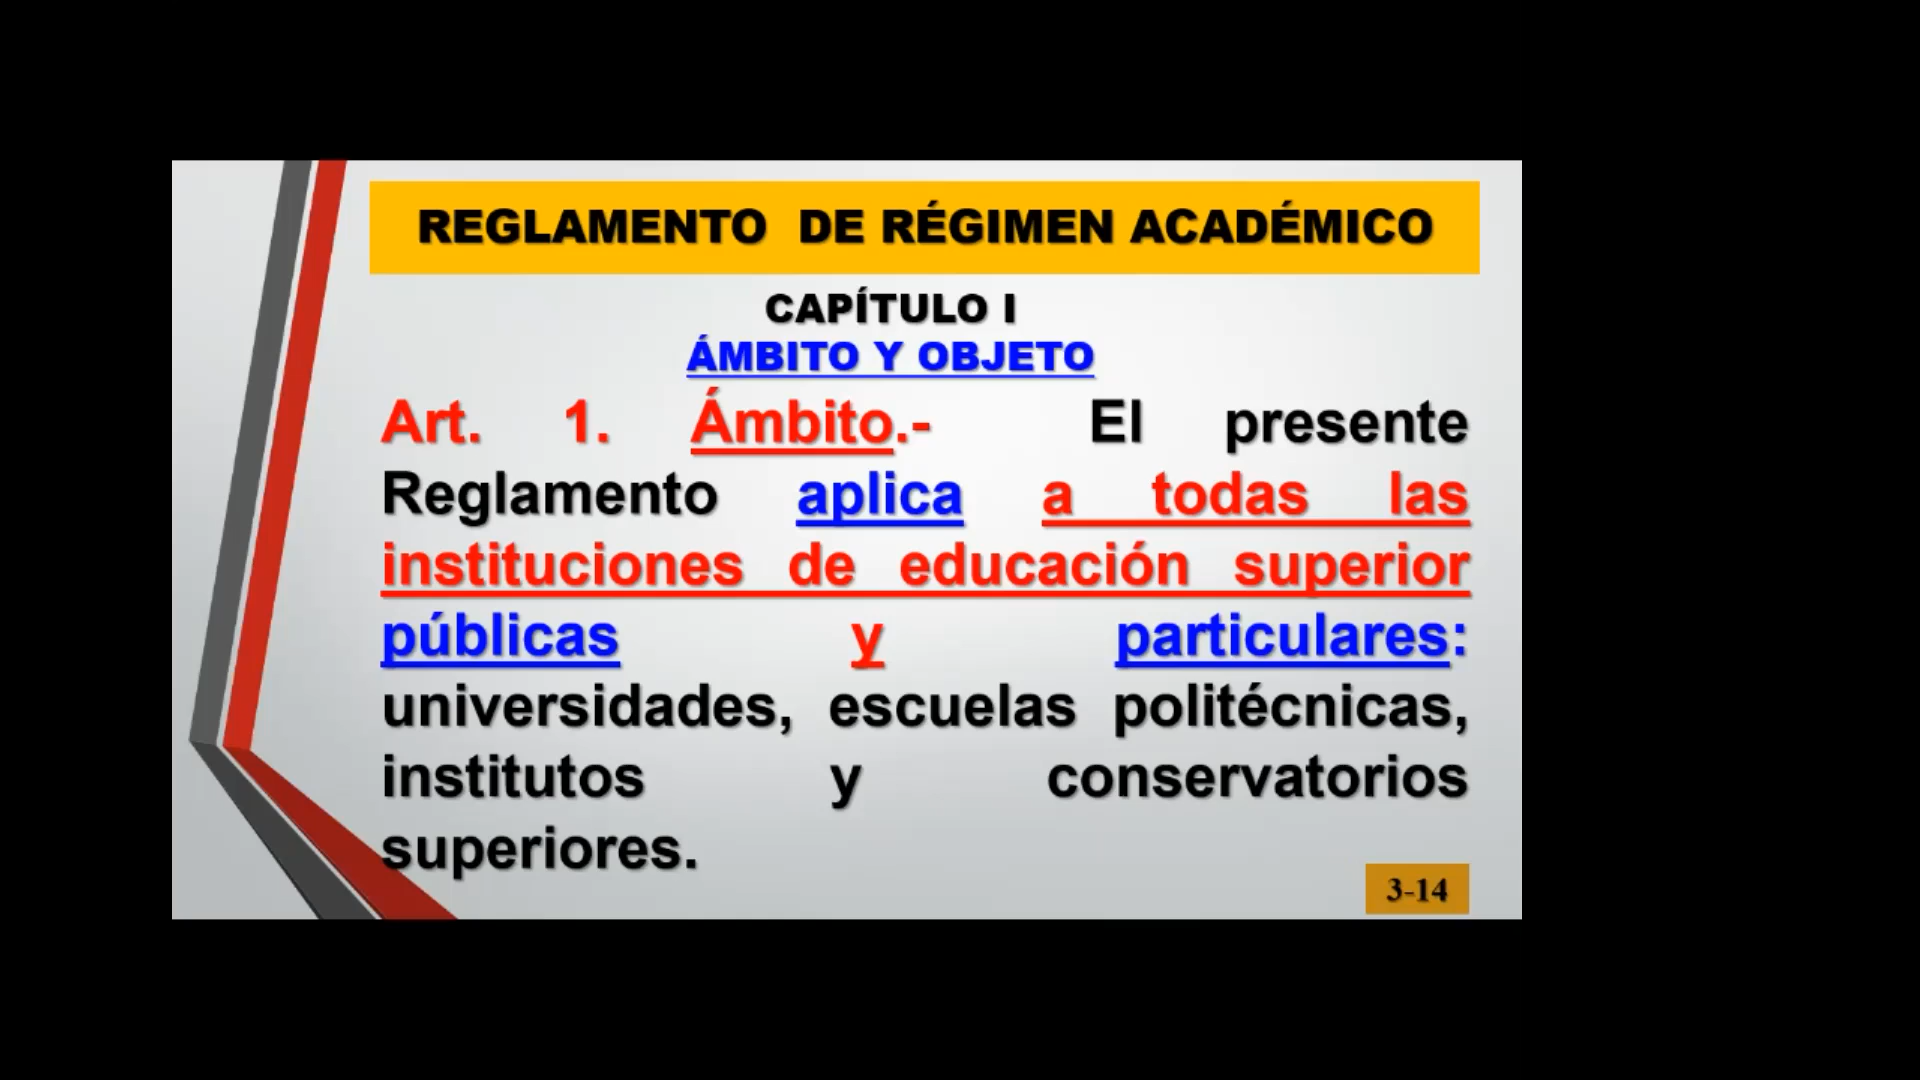 REGLAMENTO DE RÉGIMEN ACADÉMICO
CAPÍTULO I
ÁMBITO Y OBJETO
Art. 1. Ámbito.- El presente
Reglamento aplica a todas las
instituciones de educación superior
públicas y particulares:
universidades, escuelas politécnicas,
institutos y conservatorios
superiores.
3-14